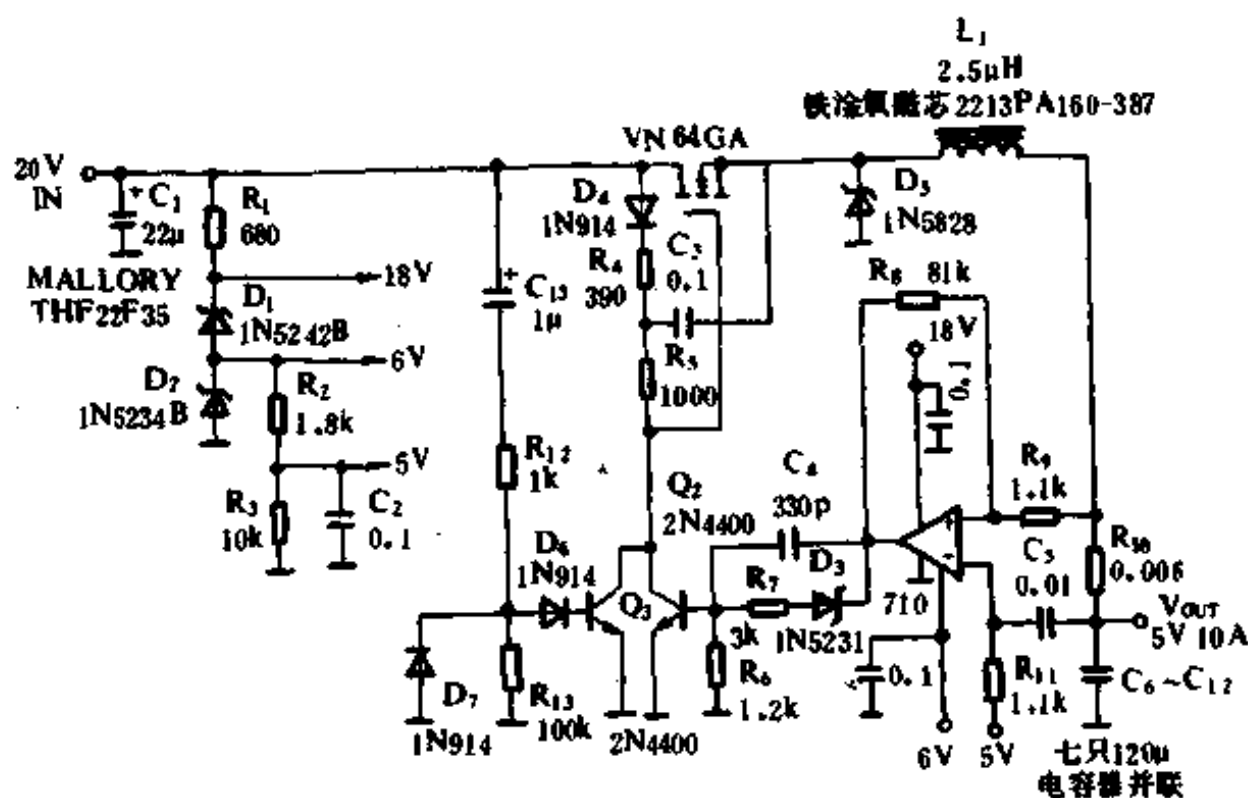 L₁
2.5μH
铁涂氧磁芯2213PA160-387
VN 64GA
20V
IN
C₁
22μ
MALLORY
THF22F35
R₁
680
18V
D₁
1N5242B
6V
D₂
1N5234B
R₂
1.8k
5V
R₃
10k
C₂
0.1
C₁₃
1μ
R₁₂
1k
D₄
1N914
R₄
390
C₃
0.1
R₅
1000
D₅
1N5828
R₈ 81k
18V
0.1
Q₂
2N4400
C₄
330p
D₆
1N914
Q₃
R₇
3k
D₃
1N5231
710
R₉
1.1k
C₅
0.01
R₁₀
0.006
V_OUT
5V 10A
D₇
1N914
R₁₃
100k
2N4400
R₆
1.2k
0.1
6V
R₁₁
1.1k
5V
C₆~C₁₂
七只120μ
电容器并联